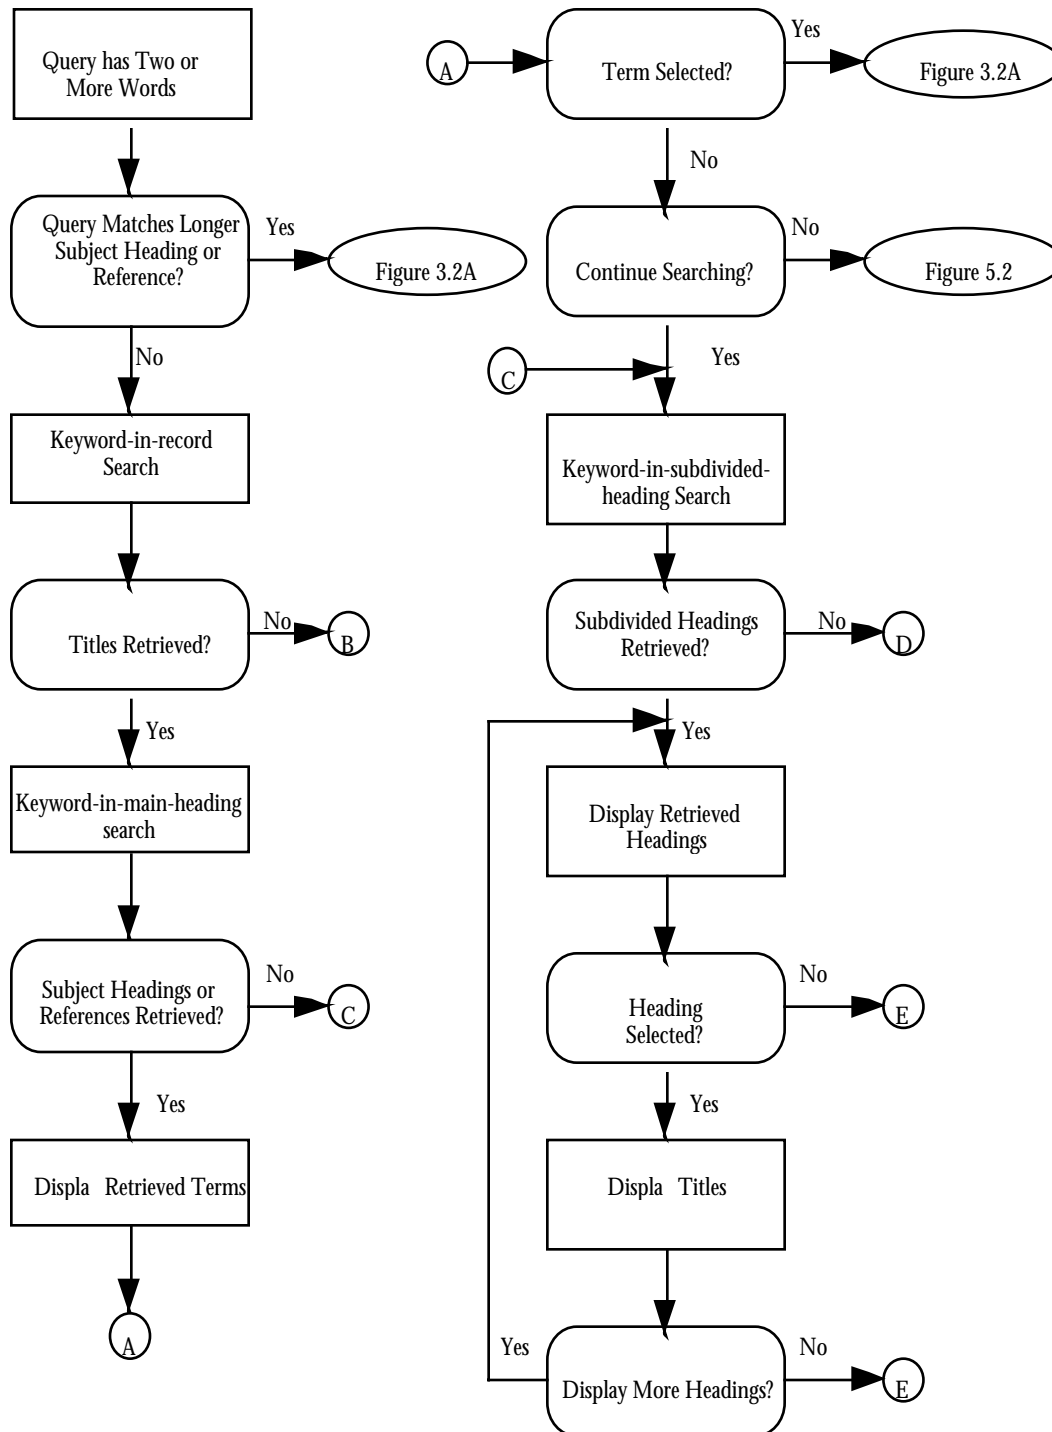 Query has Two or
More Words
Query Matches Longer
Subject Heading or
Reference?
Yes
Figure 3.2A
No
Keyword-in-record
Search
Titles Retrieved?
No
B
Yes
Keyword-in-main-heading
search
Subject Headings or
References Retrieved?
No
C
Yes
Displa Retrieved Terms
A
A
Term Selected?
Yes
Figure 3.2A
No
Continue Searching?
No
Figure 5.2
C
Yes
Keyword-in-subdivided-
heading Search
Subdivided Headings
Retrieved?
No
D
Yes
Display Retrieved
Headings
Heading
Selected?
No
E
Yes
Displa Titles
Yes
Display More Headings?
No
E